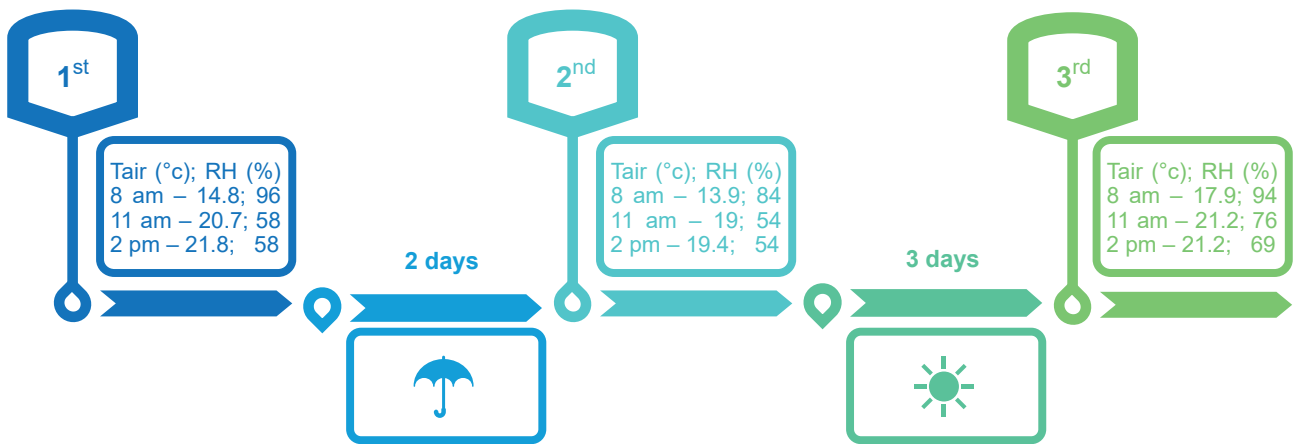 1st
Tair (°c); RH (%)
8 am – 14.8; 96
11 am – 20.7; 58
2 pm – 21.8; 58
2 days
2nd
Tair (°c); RH (%)
8 am – 13.9; 84
11 am – 19; 54
2 pm – 19.4; 54
3 days
3rd
Tair (°c); RH (%)
8 am – 17.9; 94
11 am – 21.2; 76
2 pm – 21.2; 69